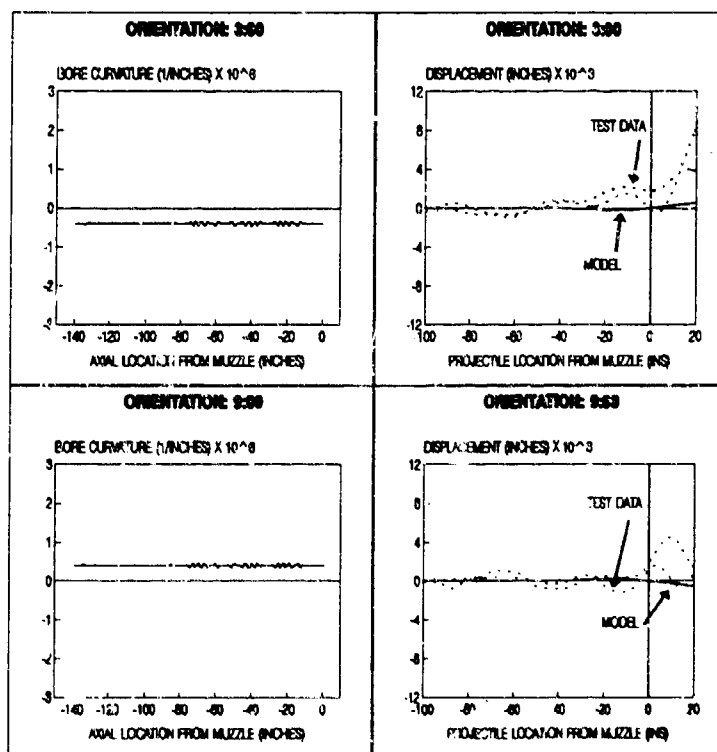 ORIENTATION: 3:00
BORE CURVATURE (1/INCHES) X 10^6
3
2
1
0
-1
-2
-3
-140 -120 -100 -80 -60 -40 -20 0
AXIAL LOCATION FROM MUZZLE (INCHES)
ORIENTATION: 3:00
DISPLACEMENT (INCHES) X 10^3
12
8
4
0
-4
-8
-12
TEST DATA
MODEL
-100 -80 -60 -40 -20 0 20
PROJECTILE LOCATION FROM MUZZLE (INS)
ORIENTATION: 9:00
BORE CURVATURE (1/INCHES) X 10^6
3
2
1
0
-1
-2
-3
-140 -120 -100 -80 -60 -40 -20 0
AXIAL LOCATION FROM MUZZLE (INCHES)
ORIENTATION: 9:00
DISPLACEMENT (INCHES) X 10^3
12
8
4
0
-4
-8
-12
TEST DATA
MODEL
-100 -80 -60 -40 -20 0 20
PROJECTILE LOCATION FROM MUZZLE (INS)